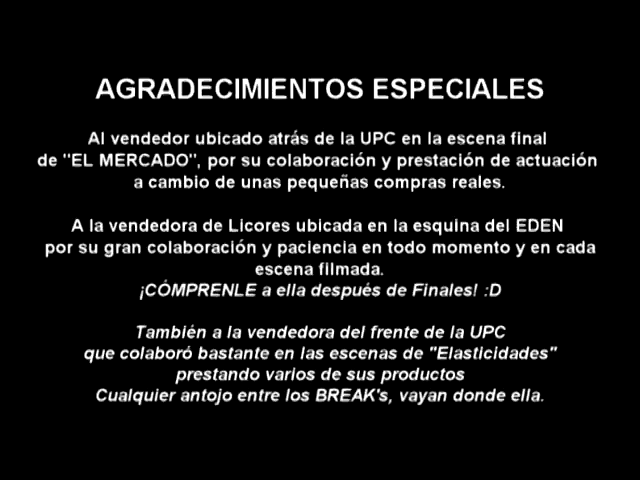 AGRADECIMIENTOS ESPECIALES
Al vendedor ubicado atrás de la UPC en la escena final
de "EL MERCADO", por su colaboración y prestación de actuación
a cambio de unas pequeñas compras reales.
A la vendedora de Licores ubicada en la esquina del EDEN
por su gran colaboración y paciencia en todo momento y en cada
escena filmada.
¡CÓMPRENLE a ella después de Finales! :D
También a la vendedora del frente de la UPC
que colaboró bastante en las escenas de "Elasticidades"
prestando varios de sus productos
Cualquier antojo entre los BREAK's, vayan donde ella.